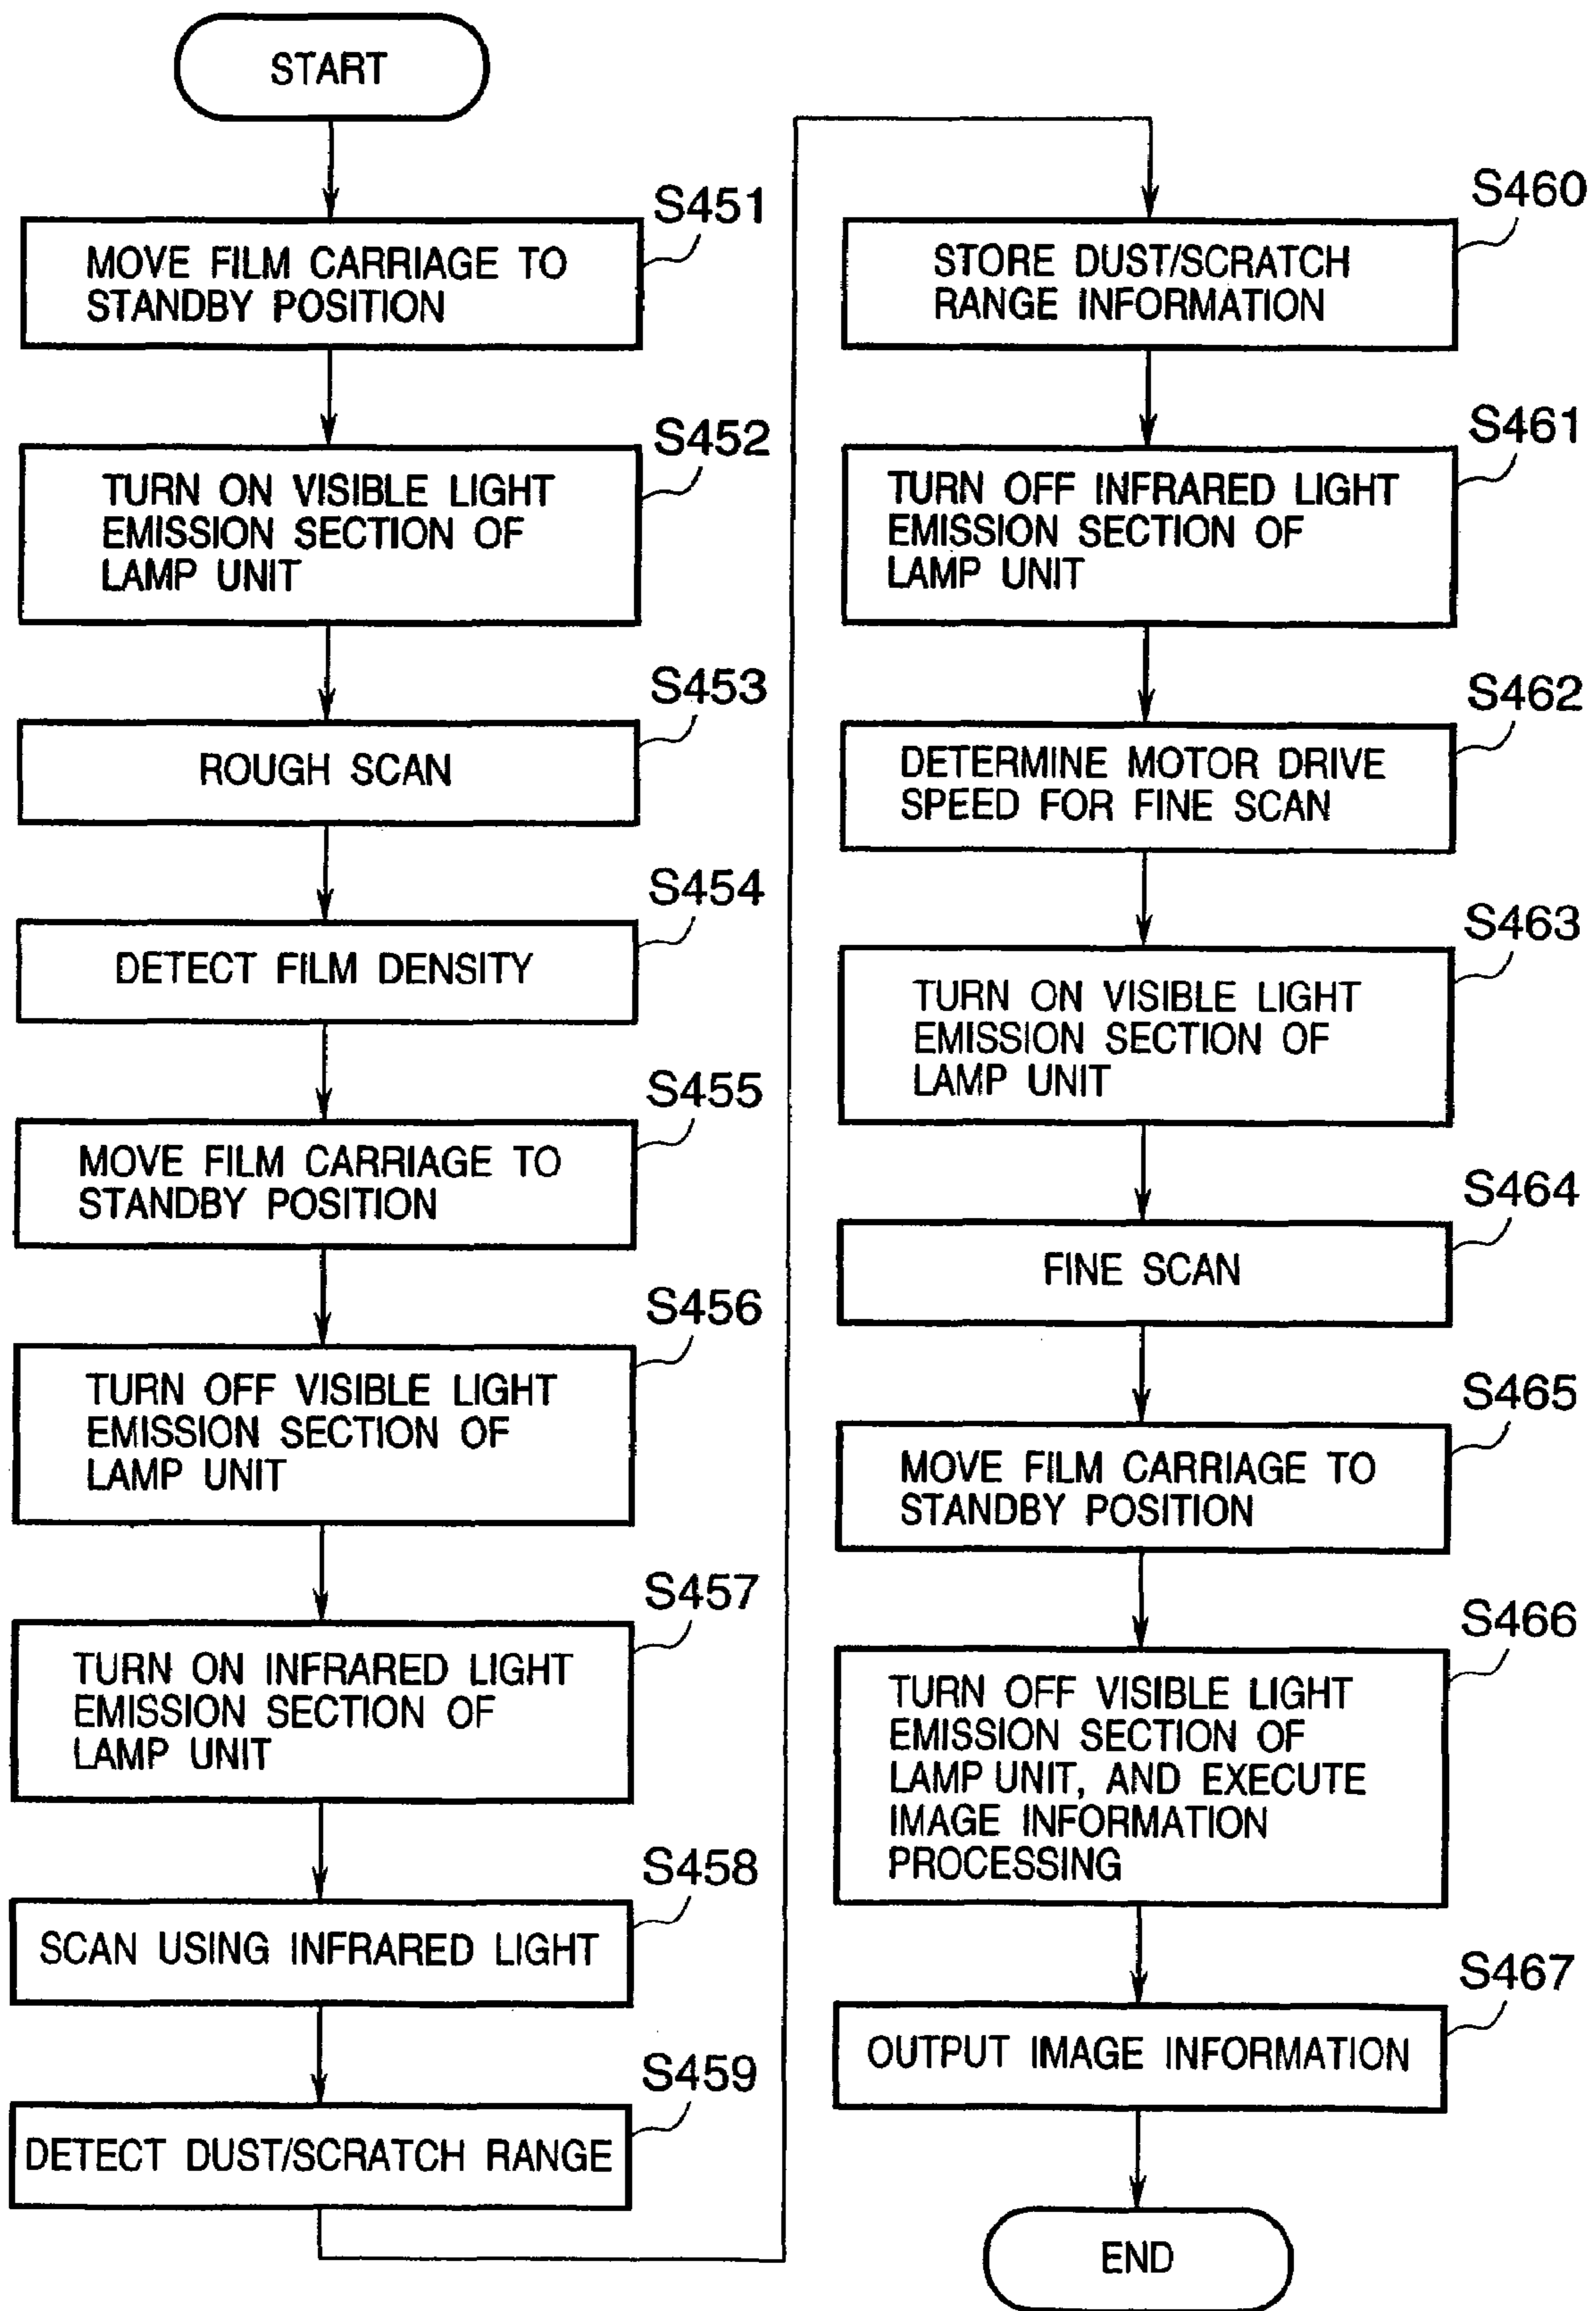 START
S451
MOVE FILM CARRIAGE TO
STANDBY POSITION
S452
TURN ON VISIBLE LIGHT
EMISSION SECTION OF
LAMP UNIT
S453
ROUGH SCAN
S454
DETECT FILM DENSITY
S455
MOVE FILM CARRIAGE TO
STANDBY POSITION
S456
TURN OFF VISIBLE LIGHT
EMISSION SECTION OF
LAMP UNIT
S457
TURN ON INFRARED LIGHT
EMISSION SECTION OF
LAMP UNIT
S458
SCAN USING INFRARED LIGHT
S459
DETECT DUST/SCRATCH RANGE
S460
STORE DUST/SCRATCH
RANGE INFORMATION
S461
TURN OFF INFRARED LIGHT
EMISSION SECTION OF
LAMP UNIT
S462
DETERMINE MOTOR DRIVE
SPEED FOR FINE SCAN
S463
TURN ON VISIBLE LIGHT
EMISSION SECTION OF
LAMP UNIT
S464
FINE SCAN
S465
MOVE FILM CARRIAGE TO
STANDBY POSITION
S466
TURN OFF VISIBLE LIGHT
EMISSION SECTION OF
LAMP UNIT, AND EXECUTE
IMAGE INFORMATION
PROCESSING
S467
OUTPUT IMAGE INFORMATION
END